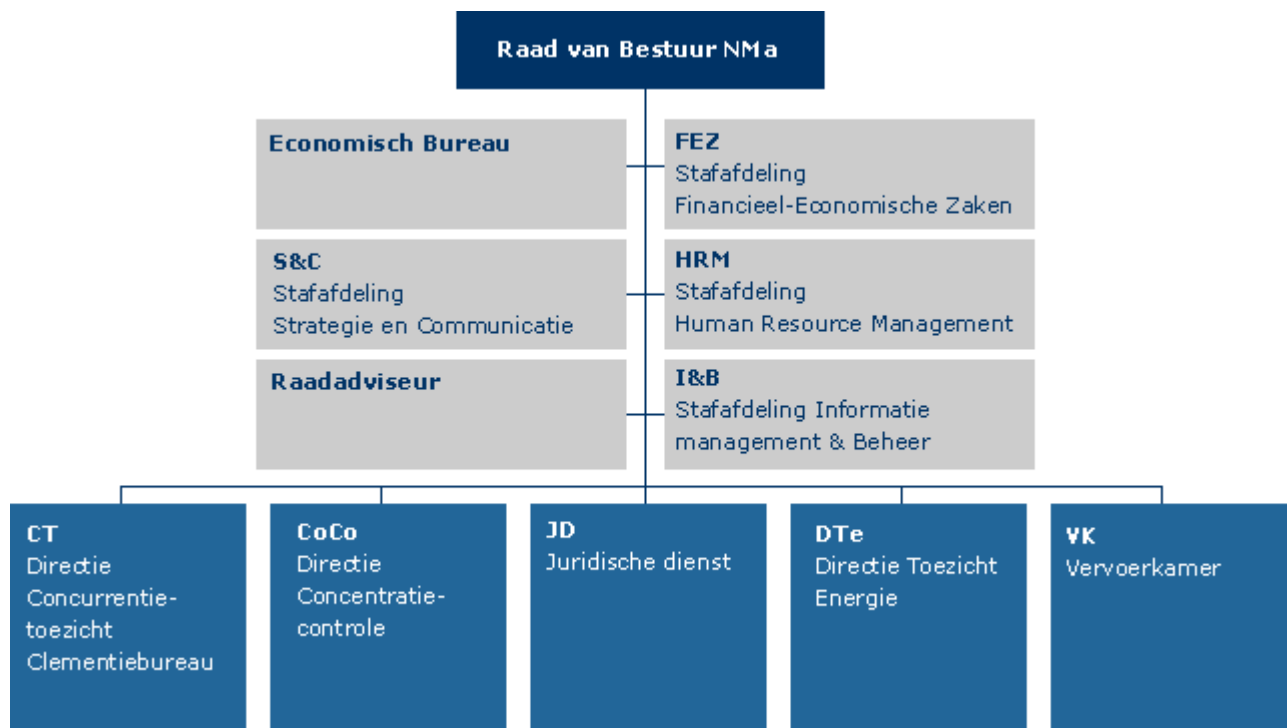 Raad van Bestuur NMa
Economisch Bureau
FEZ
Stafafdeling
Financieel-Economische Zaken
S&C
Stafafdeling
Strategie en Communicatie
HRM
Stafafdeling
Human Resource Management
Raadadviseur
I&B
Stafafdeling Informatie
management & Beheer
CT
Directie
Concurrentie-
toezicht
Clementiebureau
CoCo
Directie
Concentratie-
controle
JD
Juridische dienst
DTe
Directie Toezicht
Energie
VK
Vervoerkamer